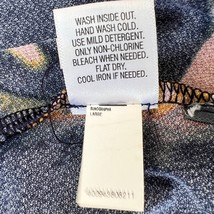 WASH INSIDE OUT.
HAND WASH COLD.
USE MILD DETERGENT.
ONLY NON-CHLORINE
BLEACH WHEN NEEDED.
FLAT DRY.
COOL IRON IF NEEDED.
LARGE